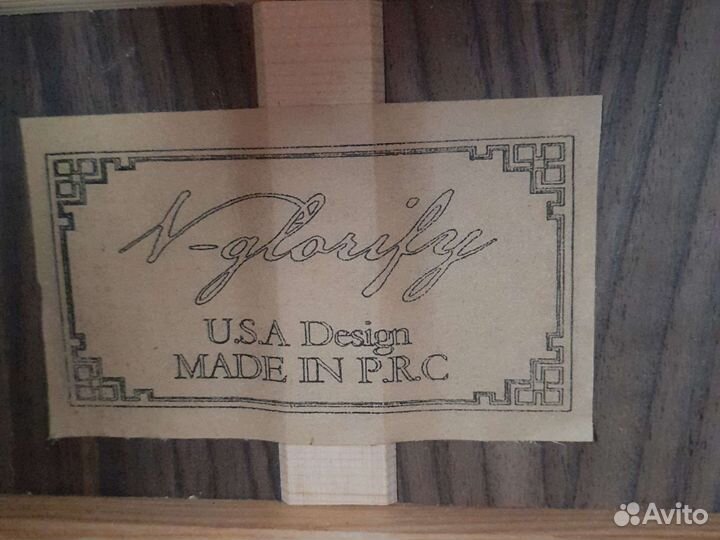 V-glorify
U.S.A Design
MADE IN P.R.C
Avito